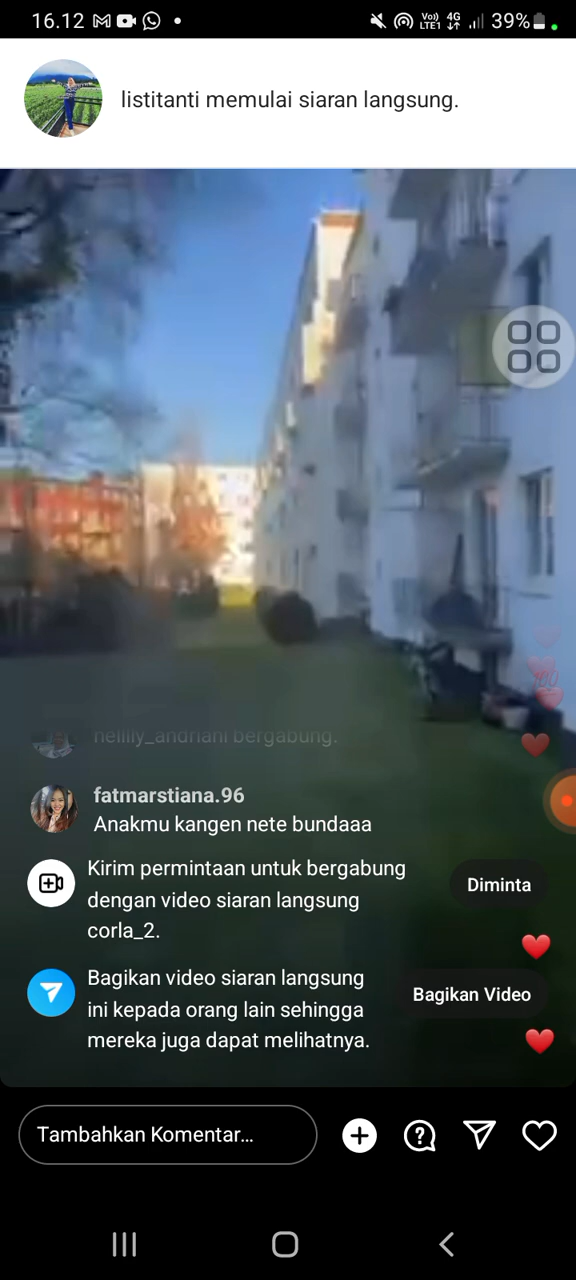 16.12
Vo))
LTE1
4G
39%
listitanti memulai siaran langsung.
nellily_andriani bergabung.
fatmarstiana.96
Anakmu kangen nete bundaaa
Kirim permintaan untuk bergabung
dengan video siaran langsung
corla_2.
Diminta
Bagikan video siaran langsung
ini kepada orang lain sehingga
mereka juga dapat melihatnya.
Bagikan Video
Tambahkan Komentar...